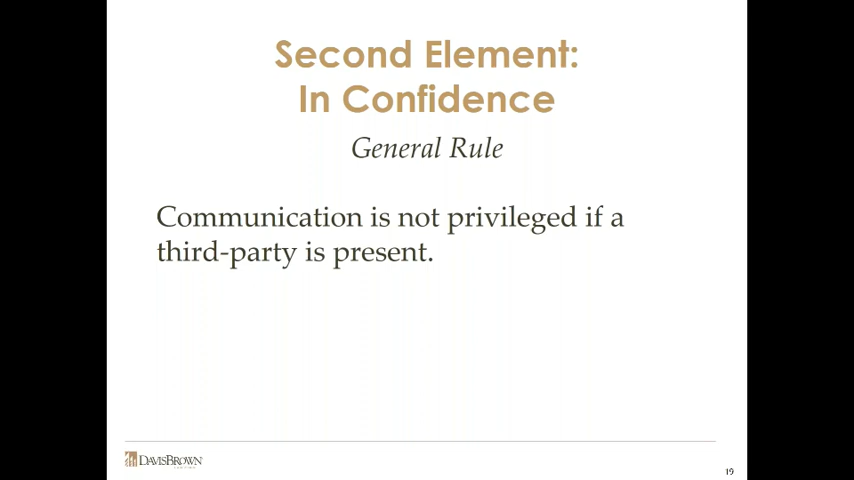 Second Element:
In Confidence
General Rule
Communication is not privileged if a
third-party is present.
DAVISBROWN
19